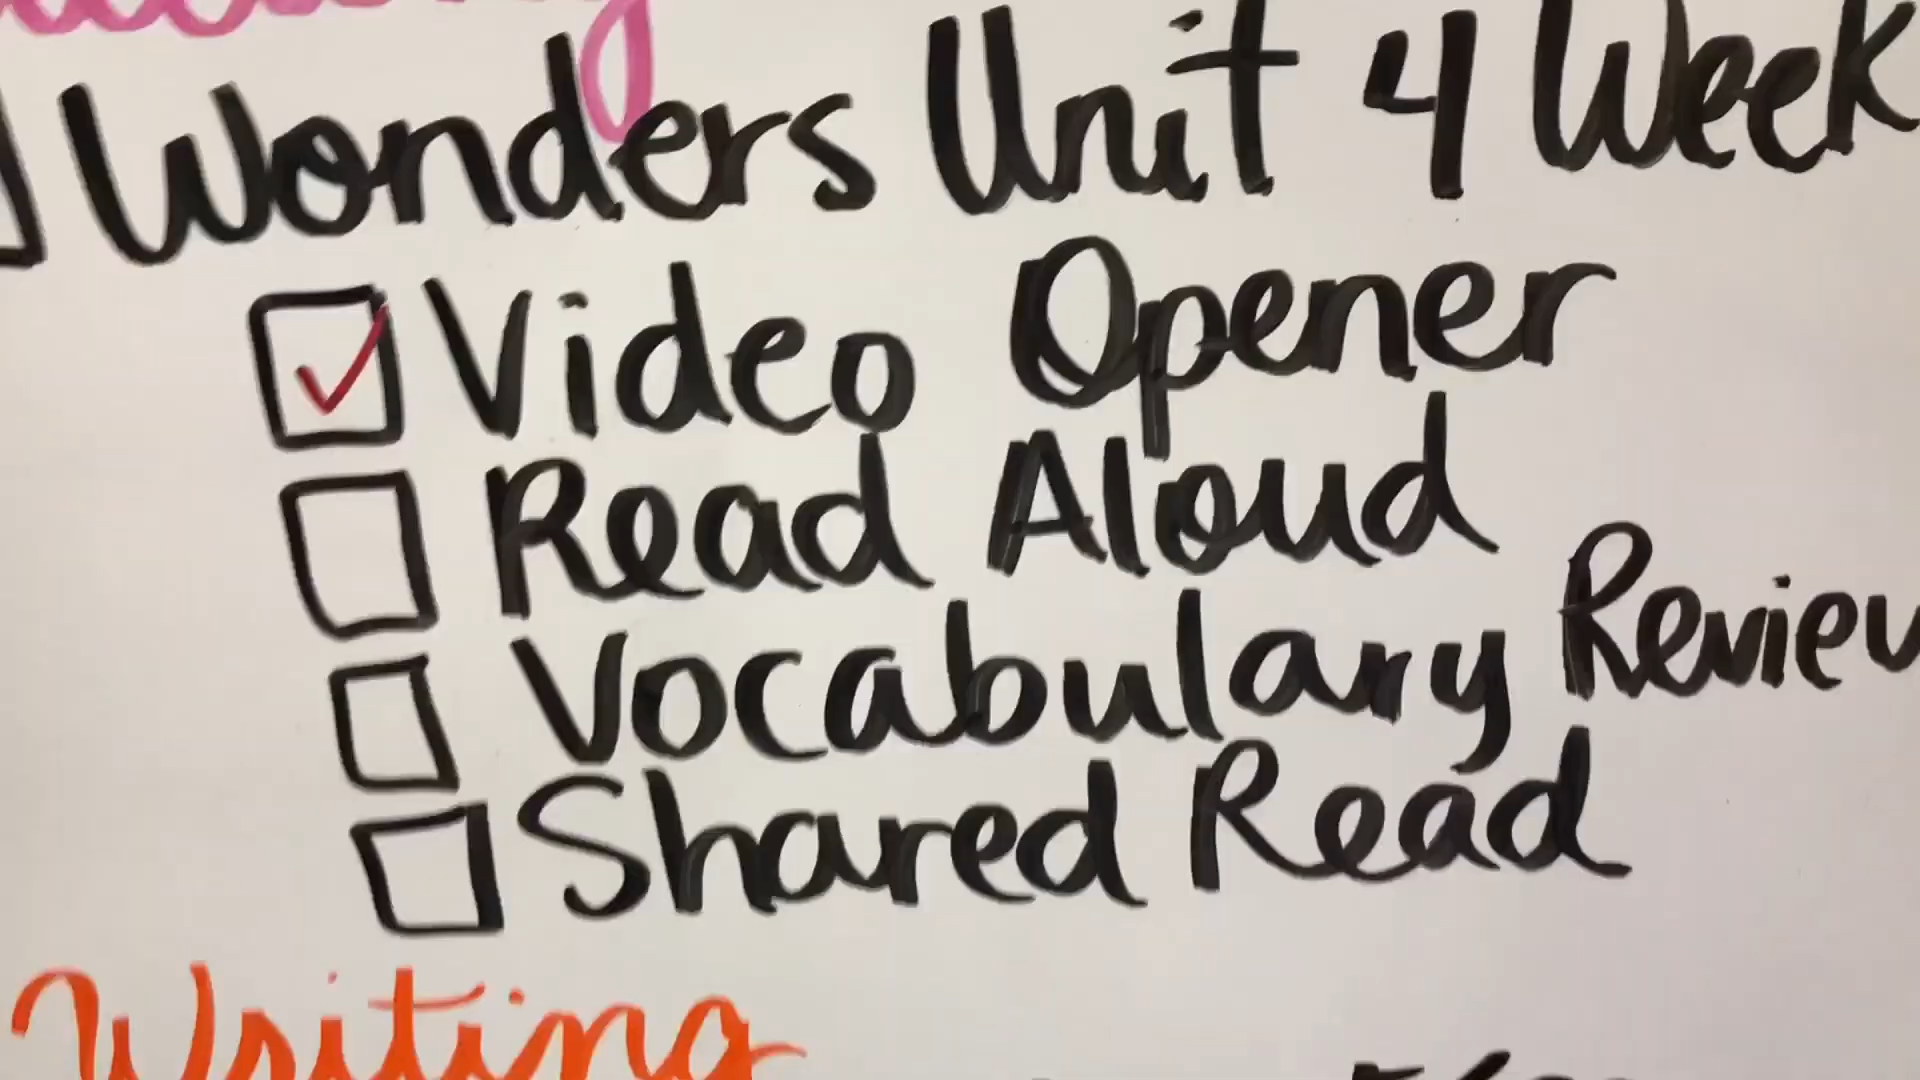 Wonders Unit 4 Week
Video Opener
Read Aloud
Vocabulary Review
Shared Read
Writing